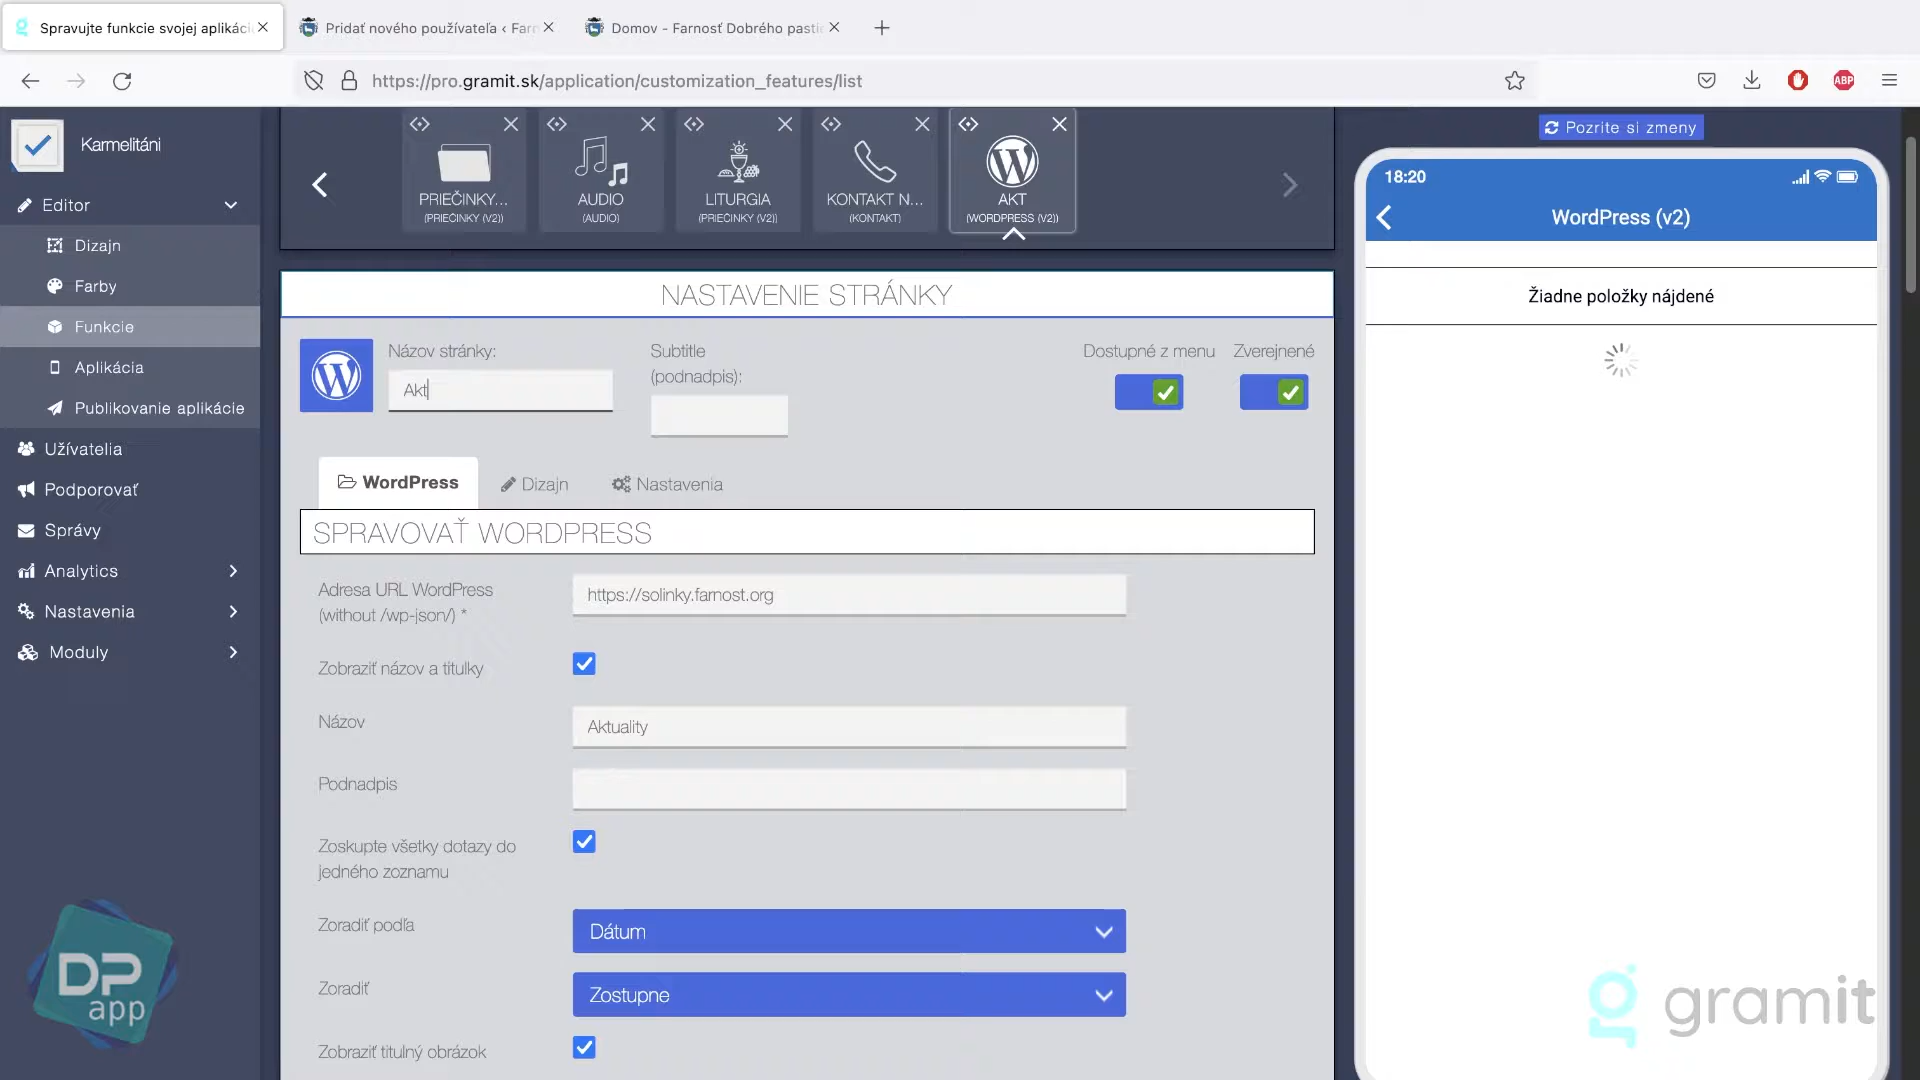 Spravujte funkcie svojej aplikáci
Pridať nového používateľa ‹ Farn
Domov - Farnosť Dobrého pasti
https://pro.gramit.sk/application/customization_features/list
ABP
Karmelitáni
Editor
Dizajn
Farby
Funkcie
Aplikácia
Publikovanie aplikácie
Užívatelia
Podporovať
Správy
Analytics
Nastavenia
Moduly
DP
app
PRIEČINKY...
(PRIEČINKY (V2))
AUDIO
(AUDIO)
LITURGIA
(PRIEČINKY (V2))
KONTAKT N...
(KONTAKT)
AKT
(WORDPRESS (V2))
NASTAVENIE STRÁNKY
Názov stránky:
Akt
Subtitle
(podnadpis):
Dostupné z menu
Zverejnené
WordPress
Dizajn
Nastavenia
SPRAVOVAŤ WORDPRESS
Adresa URL WordPress
(without /wp-json/) *
https://solinky.farnost.org
Zobraziť názov a titulky
Názov
Aktuality
Podnadpis
Zoskupte všetky dotazy do
jedného zoznamu
Zoradiť podľa
Dátum
Zoradiť
Zostupne
Zobraziť titulný obrázok
Pozrite si zmeny
18:20
WordPress (v2)
Žiadne položky nájdené
gramit